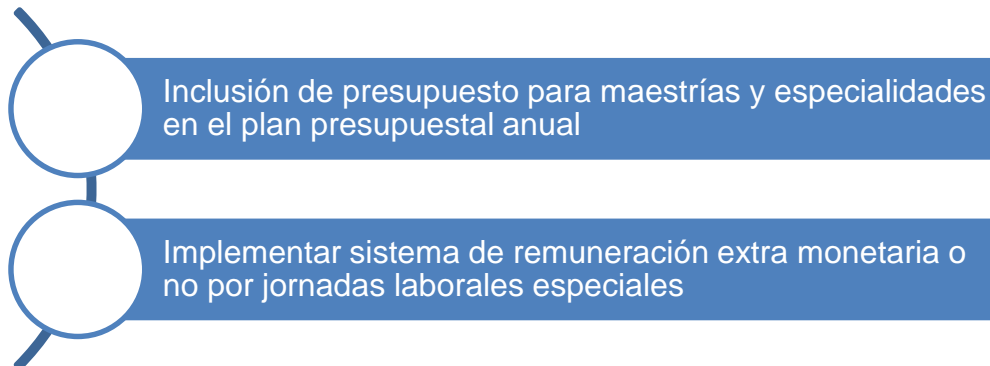 Inclusión de presupuesto para maestrías y especialidades
en el plan presupuestal anual
Implementar sistema de remuneración extra monetaria o
no por jornadas laborales especiales